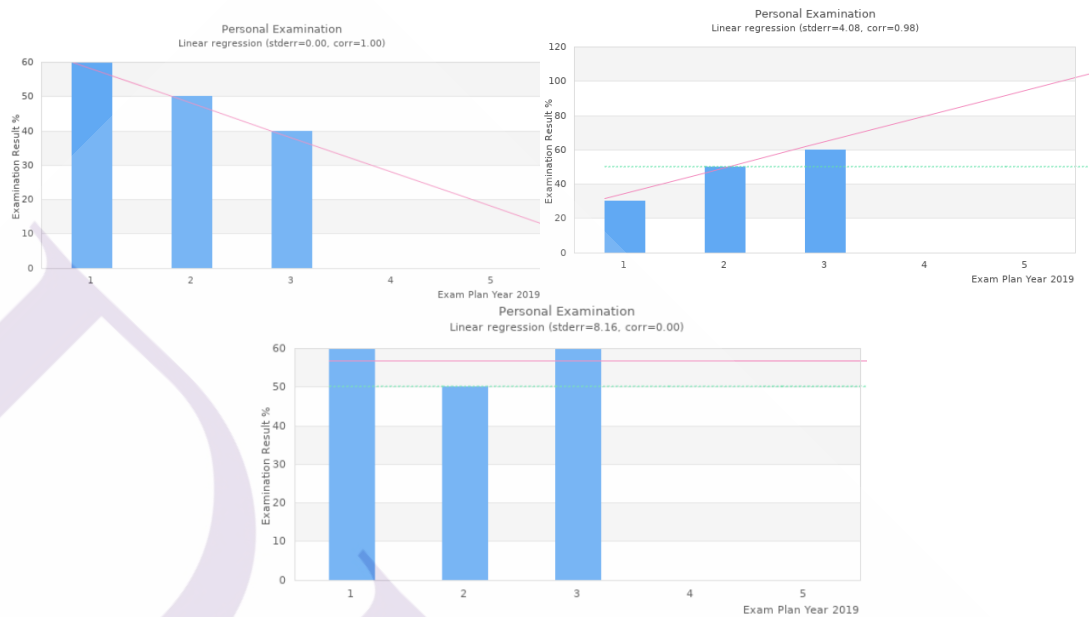 Personal Examination
Linear regression (stderr=0.00, corr=1.00)
Examination Result %
60
50
40
30
20
10
0
1 2 3 4 5
Exam Plan Year 2019
Personal Examination
Linear regression (stderr=4.08, corr=0.98)
Examination Result %
120
100
80
60
40
20
0
1 2 3 4 5
Exam Plan Year 2019
Personal Examination
Linear regression (stderr=8.16, corr=0.00)
Examination Result %
60
50
40
30
20
10
0
1 2 3 4 5
Exam Plan Year 2019